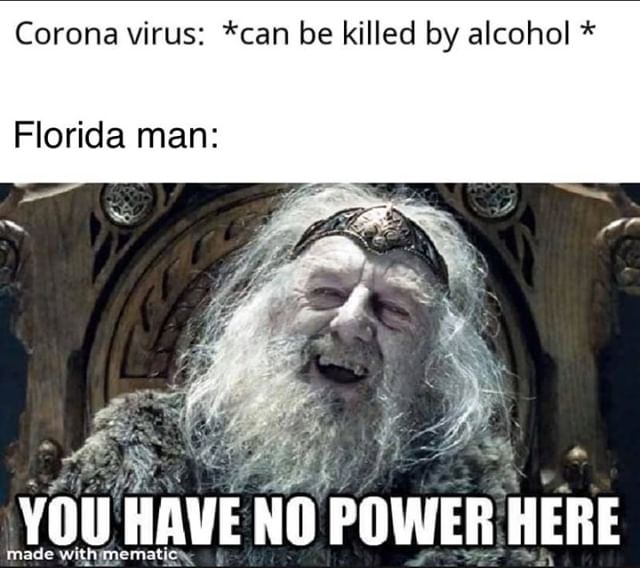 Corona virus: *can be killed by alcohol *
Florida man:
YOU HAVE NO POWER HERE
made with mematic